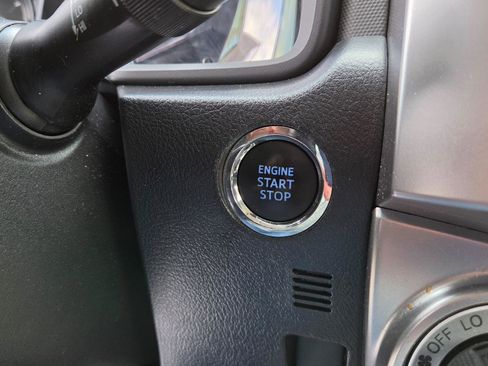 ENGINE
START
STOP
OFF LO